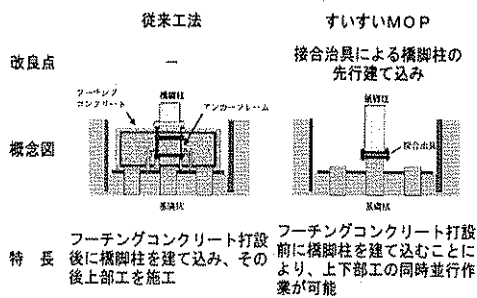 従来工法
すいすいMOP
改良点
—
接合治具による橋脚柱の
先行建て込み
フーチング
コンクリート
橋脚柱
アンカーフレーム
橋脚柱
概念図
接合治具
基礎杭
基礎杭
特 長
フーチングコンクリート打設
後に橋脚柱を建て込み、その
後上部工を施工
フーチングコンクリート打設
前に橋脚柱を建て込むことに
より、上下部工の同時並行作
業が可能